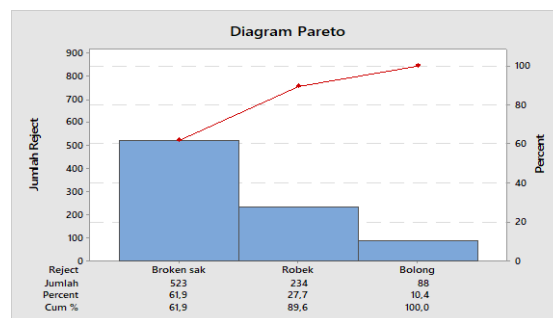 Diagram Pareto
900
800
700
600
500
400
300
200
100
0
Jumlah Reject
100
80
60
40
20
0
Percent
Reject Broken sak Robek Bolong
Jumlah 523 234 88
Percent 61,9 27,7 10,4
Cum % 61,9 89,6 100,0